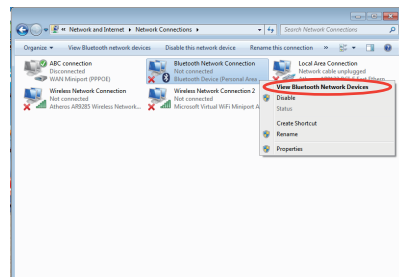 « Network and Internet ▸ Network Connections ▸
Search Network Connections
Organize ▾ View Bluetooth network devices Disable this network device Rename this connection »
ABC connection
Disconnected
WAN Miniport (PPPOE)
Bluetooth Network Connection
Not connected
Bluetooth Device (Personal Area
Local Area Connection
Network cable unplugged
Wireless Network Connection
Not connected
Atheros AR9285 Wireless Network...
Wireless Network Connection 2
Not connected
Microsoft Virtual WiFi Miniport A
View Bluetooth Network Devices
Disable
Status
Create Shortcut
Rename
Properties